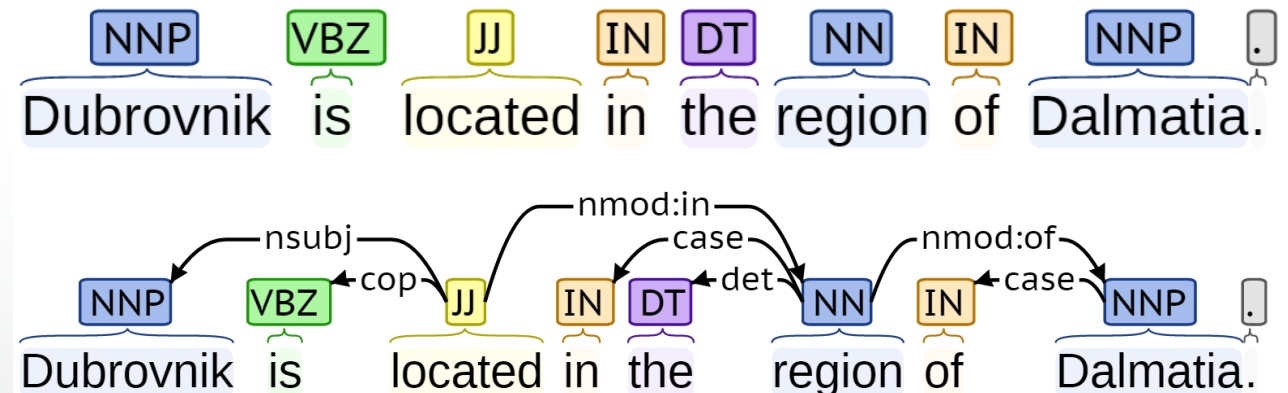 NNP VBZ JJ IN DT NN IN NNP .
Dubrovnik is located in the region of Dalmatia.
nmod:in
nsubj case nmod:of
cop det case
NNP VBZ JJ IN DT NN IN NNP .
Dubrovnik is located in the region of Dalmatia.